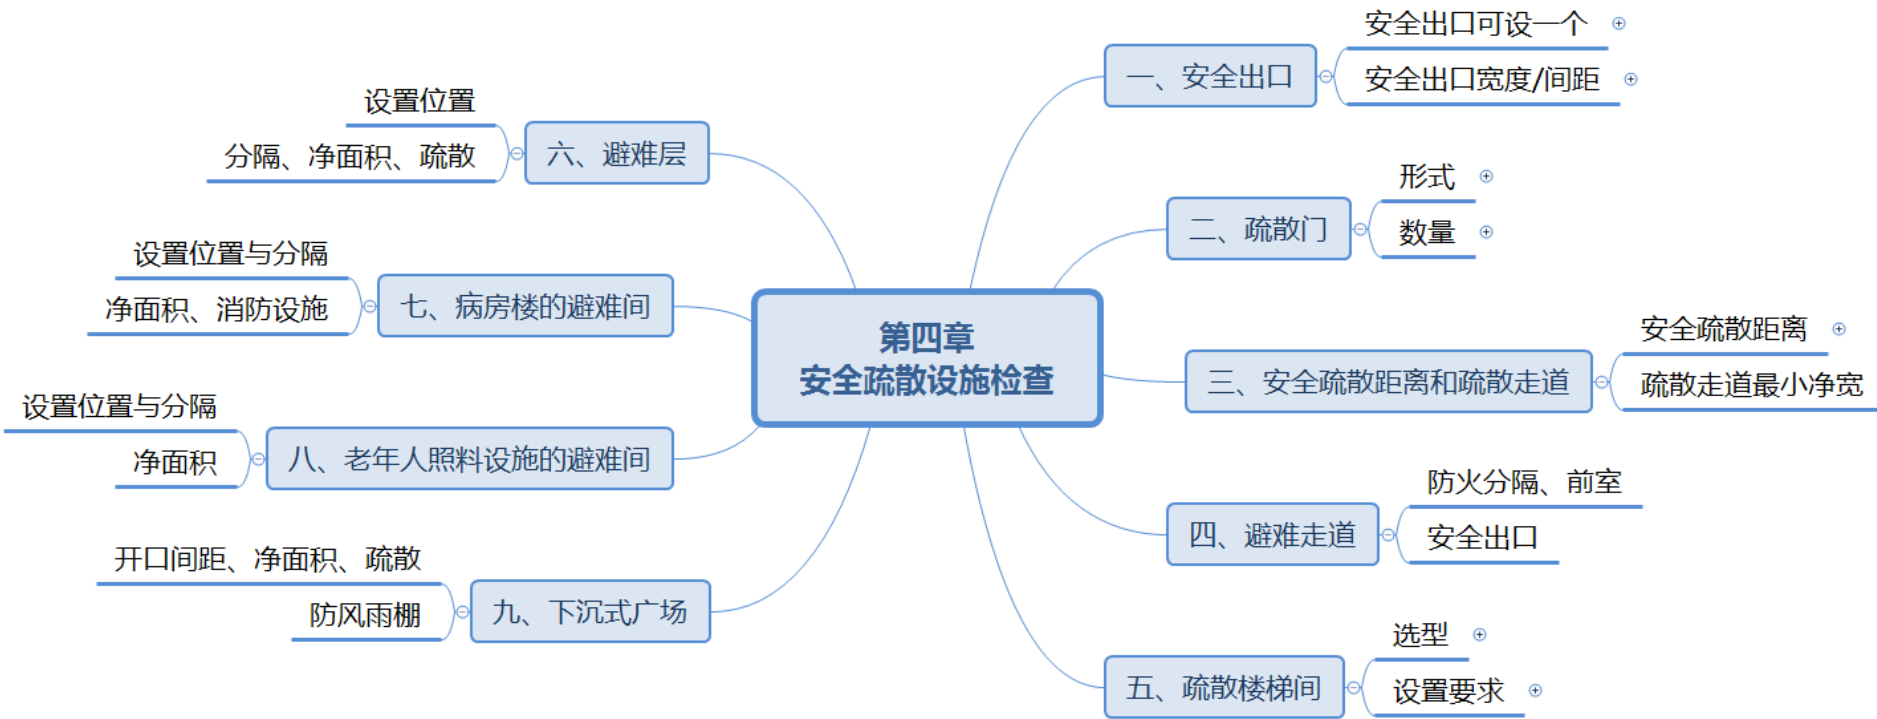 第四章
安全疏散设施检查
一、安全出口
安全出口可设一个
安全出口宽度/间距
二、疏散门
形式
数量
三、安全疏散距离和疏散走道
安全疏散距离
疏散走道最小净宽
四、避难走道
防火分隔、前室
安全出口
五、疏散楼梯间
选型
设置要求
六、避难层
设置位置
分隔、净面积、疏散
七、病房楼的避难间
设置位置与分隔
净面积、消防设施
八、老年人照料设施的避难间
设置位置与分隔
净面积
九、下沉式广场
开口间距、净面积、疏散
防风雨棚